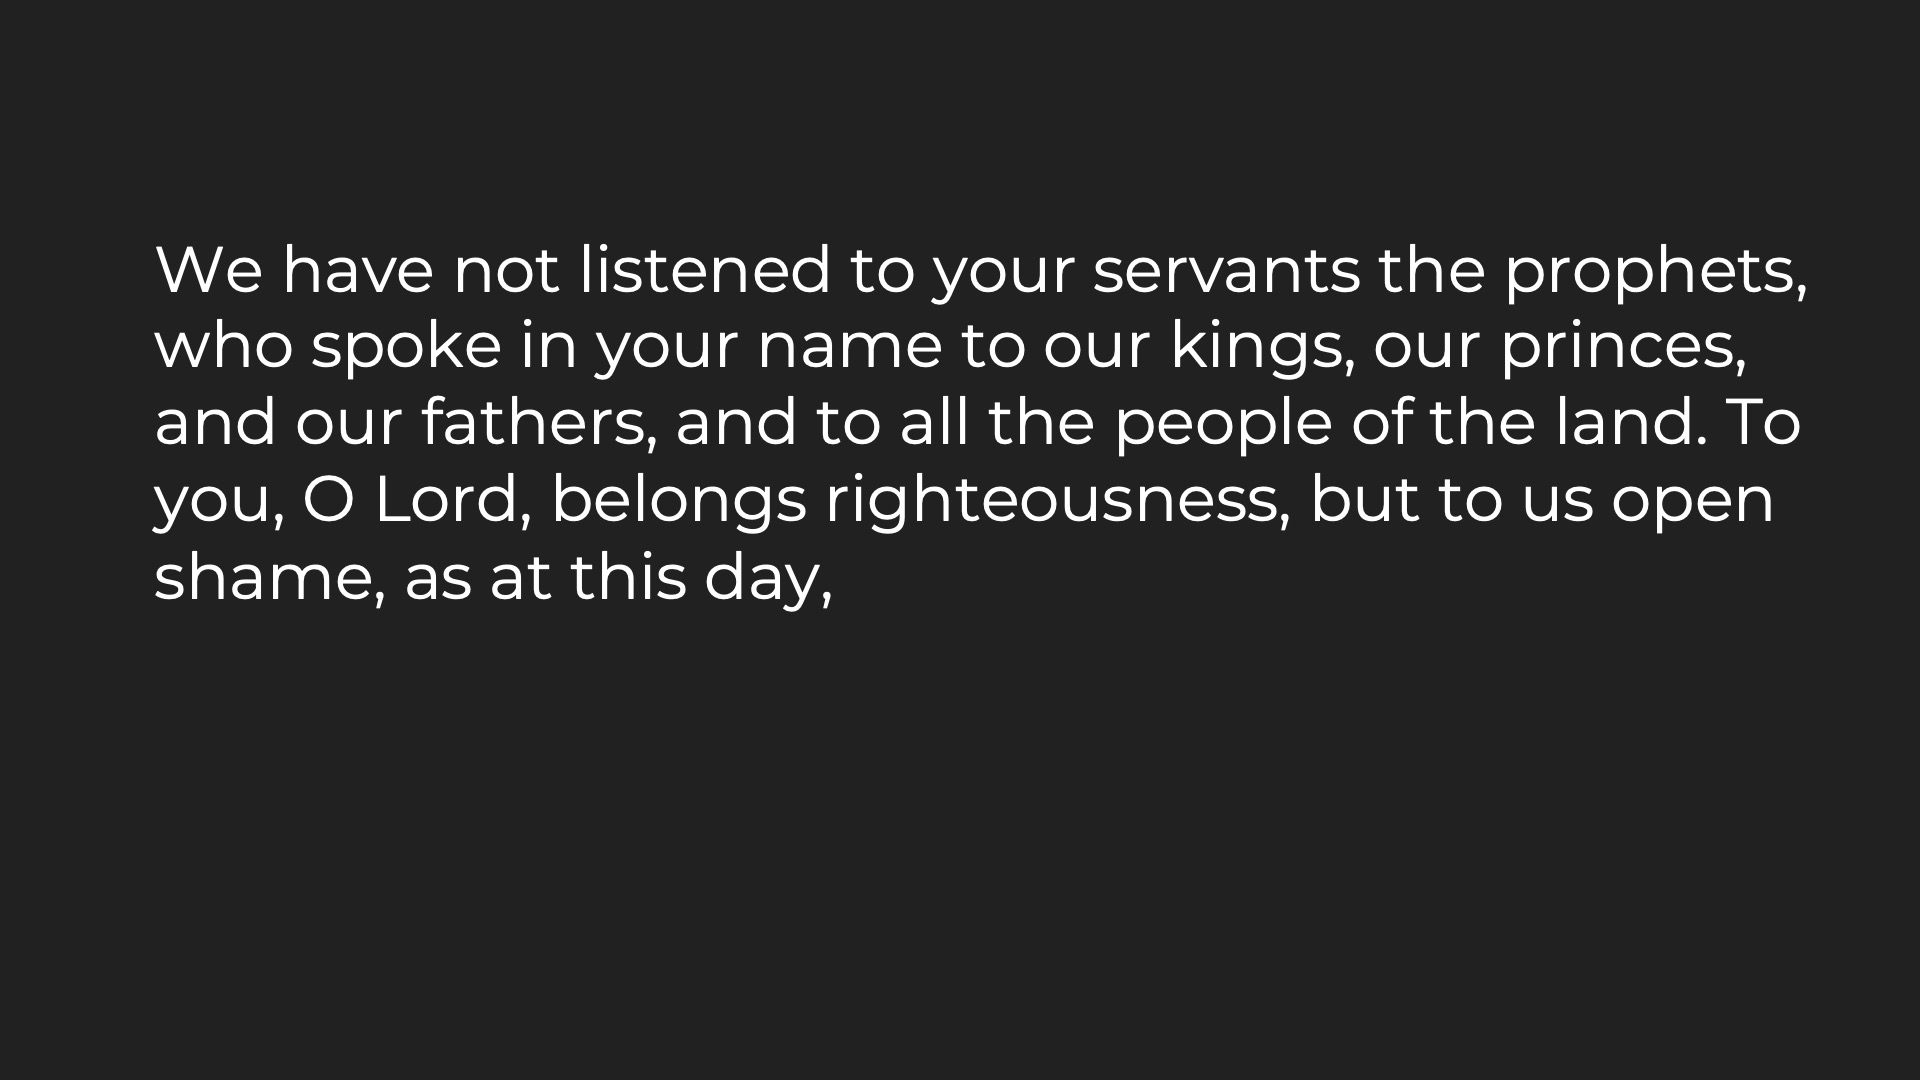 We have not listened to your servants the prophets,
who spoke in your name to our kings, our princes,
and our fathers, and to all the people of the land. To
you, O Lord, belongs righteousness, but to us open
shame, as at this day,